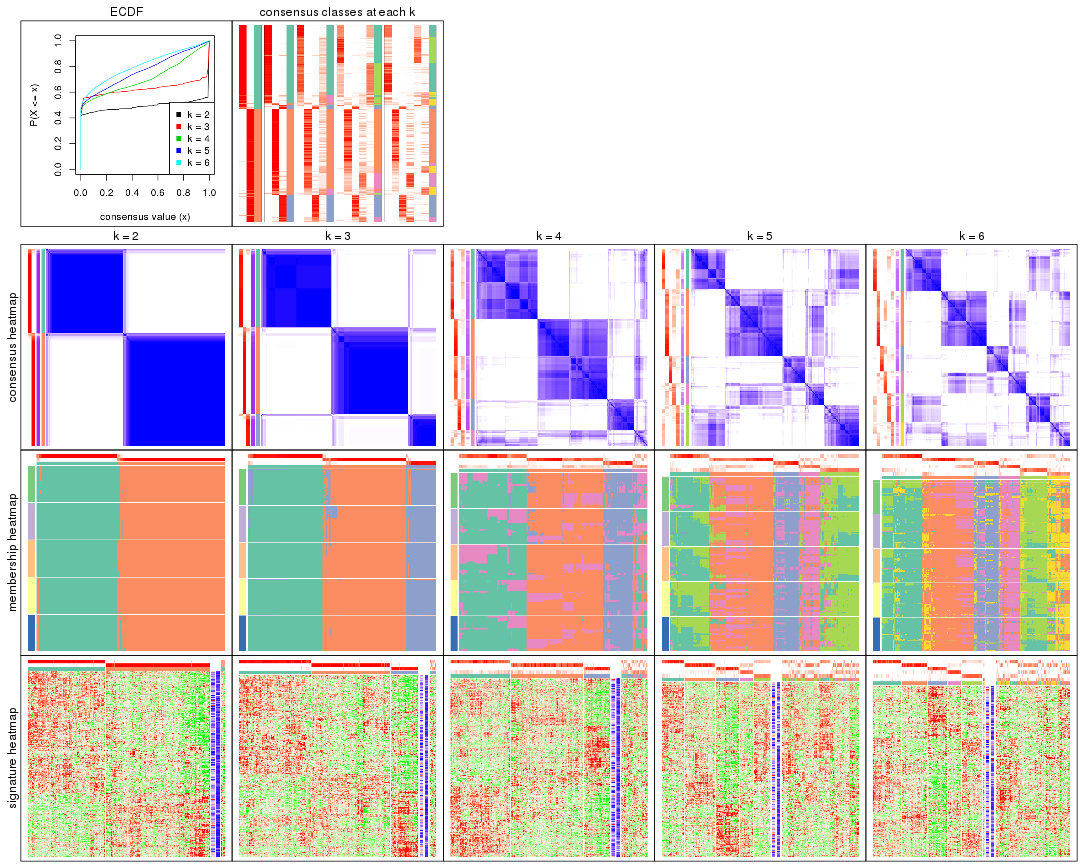 ECDF
consensus classes at each k
P(X <= x)
0.0 0.2 0.4 0.6 0.8 1.0
k = 2
k = 3
k = 4
k = 5
k = 6
0.0 0.2 0.4 0.6 0.8 1.0
consensus value (x)
k = 2 k = 3 k = 4 k = 5 k = 6
consensus heatmap
membership heatmap
signature heatmap